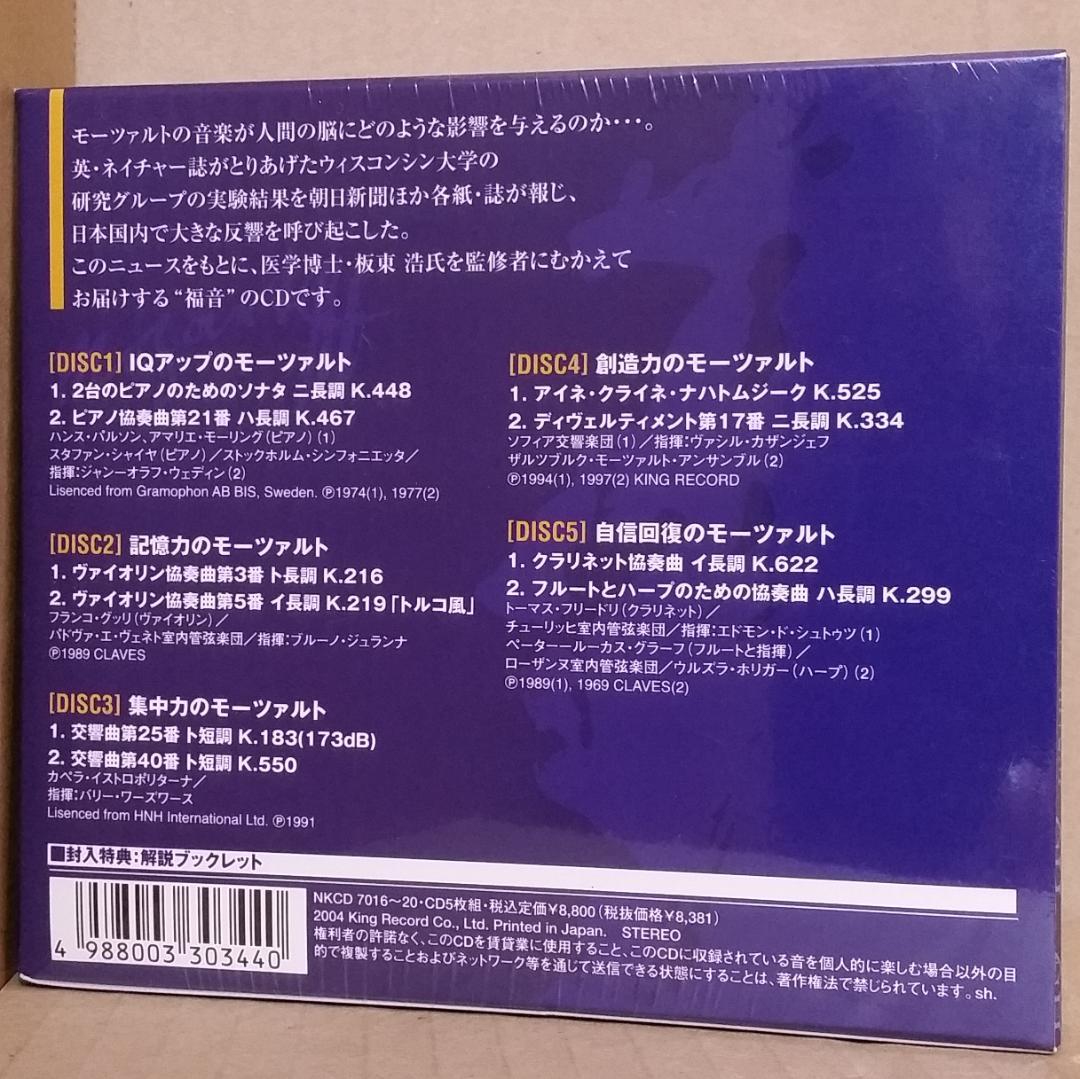 モーツァルトの音楽が人間の脳にどのような影響を与えるのか・・・。
英・ネイチャー誌がとりあげたウィスコンシン大学の
研究グループの実験結果を朝日新聞ほか各紙・誌が報じ、
日本国内で大きな反響を呼び起こした。
このニュースをもとに、医学博士・板東 浩氏を監修者にむかえて
お届けする“福音”のCDです。
[DISC1] IQアップのモーツァルト
1. 2台のピアノのためのソナタ ニ長調 K.448
2. ピアノ協奏曲第21番 ハ長調 K.467
ハンス・パルソン、アマリエ・モーリング(ピアノ) (1)
スタファン・シャイヤ(ピアノ)/ストックホルム・シンフォニエッタ/
指揮:ジャン-オラフ・ウェディン(2)
Lisenced from Gramophon AB BIS, Sweden. ℗1974(1), 1977(2)
[DISC2] 記憶力のモーツァルト
1. ヴァイオリン協奏曲第3番 ト長調 K.216
2. ヴァイオリン協奏曲第5番 イ長調 K.219「トルコ風」
フランコ・グッリ(ヴァイオリン)/
パドヴァ・エ・ヴェネト室内管弦楽団/指揮:ブルーノ・ジュランナ
℗1989 CLAVES
[DISC3] 集中力のモーツァルト
1. 交響曲第25番 ト短調 K.183(173dB)
2. 交響曲第40番 ト短調 K.550
カペラ・イストロポリターナ/
指揮:バリー・ワーズワース
Lisenced from HNH International Ltd. ℗1991
[DISC4] 創造力のモーツァルト
1. アイネ・クライネ・ナハトムジーク K.525
2. ディヴェルティメント第17番 ニ長調 K.334
ソフィア交響楽団(1)/指揮:ヴァシル・カザンジェフ
ザルツブルク・モーツァルト・アンサンブル(2)
℗1994(1), 1997(2) KING RECORD
[DISC5] 自信回復のモーツァルト
1. クラリネット協奏曲 イ長調 K.622
2. フルートとハープのための協奏曲 ハ長調 K.299
トーマス・フリードリ(クラリネット)/
チューリッヒ室内管弦楽団/指揮:エドモン・ド・シュトゥツ(1)
ペーター-ルーカス・グラーフ(フルートと指揮)/
ローザンヌ室内管弦楽団/ウルズラ・ホリガー(ハープ) (2)
℗1989(1), 1969 CLAVES(2)
■封入特典:解説ブックレット
NKCD 7016～20・CD5枚組・税込定価¥8,800(税抜価格¥8,381)
2004 King Record Co., Ltd. Printed in Japan. STEREO
権利者の許諾なく、このCDを賃貸業に使用すること、このCDに収録されている音を個人的に楽しむ場合以外の目
的で複製することおよびネットワーク等を通じて送信できる状態にすることは、著作権法で禁じられています。sh.
4 988003 303440